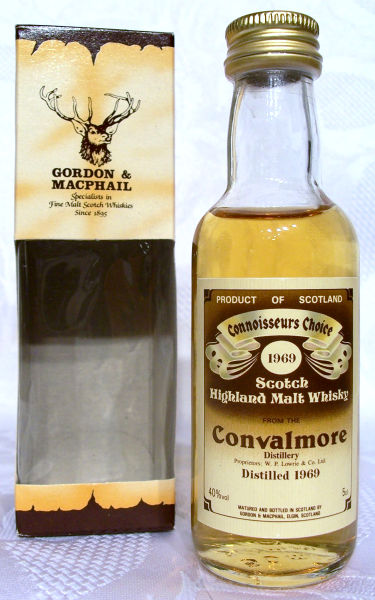 GORDON &
MACPHAIL
Specialists in
Fine Malt Scotch Whiskies
Since 1895
PRODUCT OF SCOTLAND
Connoisseurs Choice
1969
Scotch
Highland Malt Whisky
FROM THE
Convalmore
Distillery
Proprietors: W. P. Lowrie & Co. Ltd.
Distilled 1969
40%vol 5cl
MATURED AND BOTTLED IN SCOTLAND BY
GORDON & MACPHAIL, ELGIN, SCOTLAND